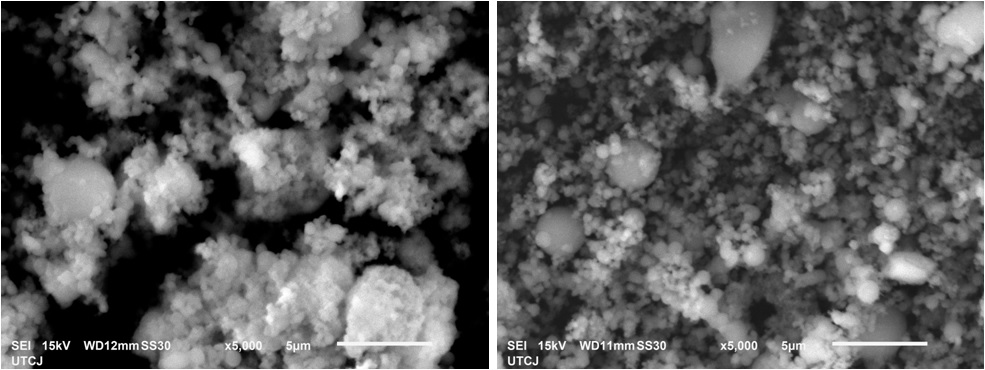 SEI 15kV WD12mm SS30 x5,000 5µm
UTCJ
SEI 15kV WD11mm SS30 x5,000 5µm
UTCJ